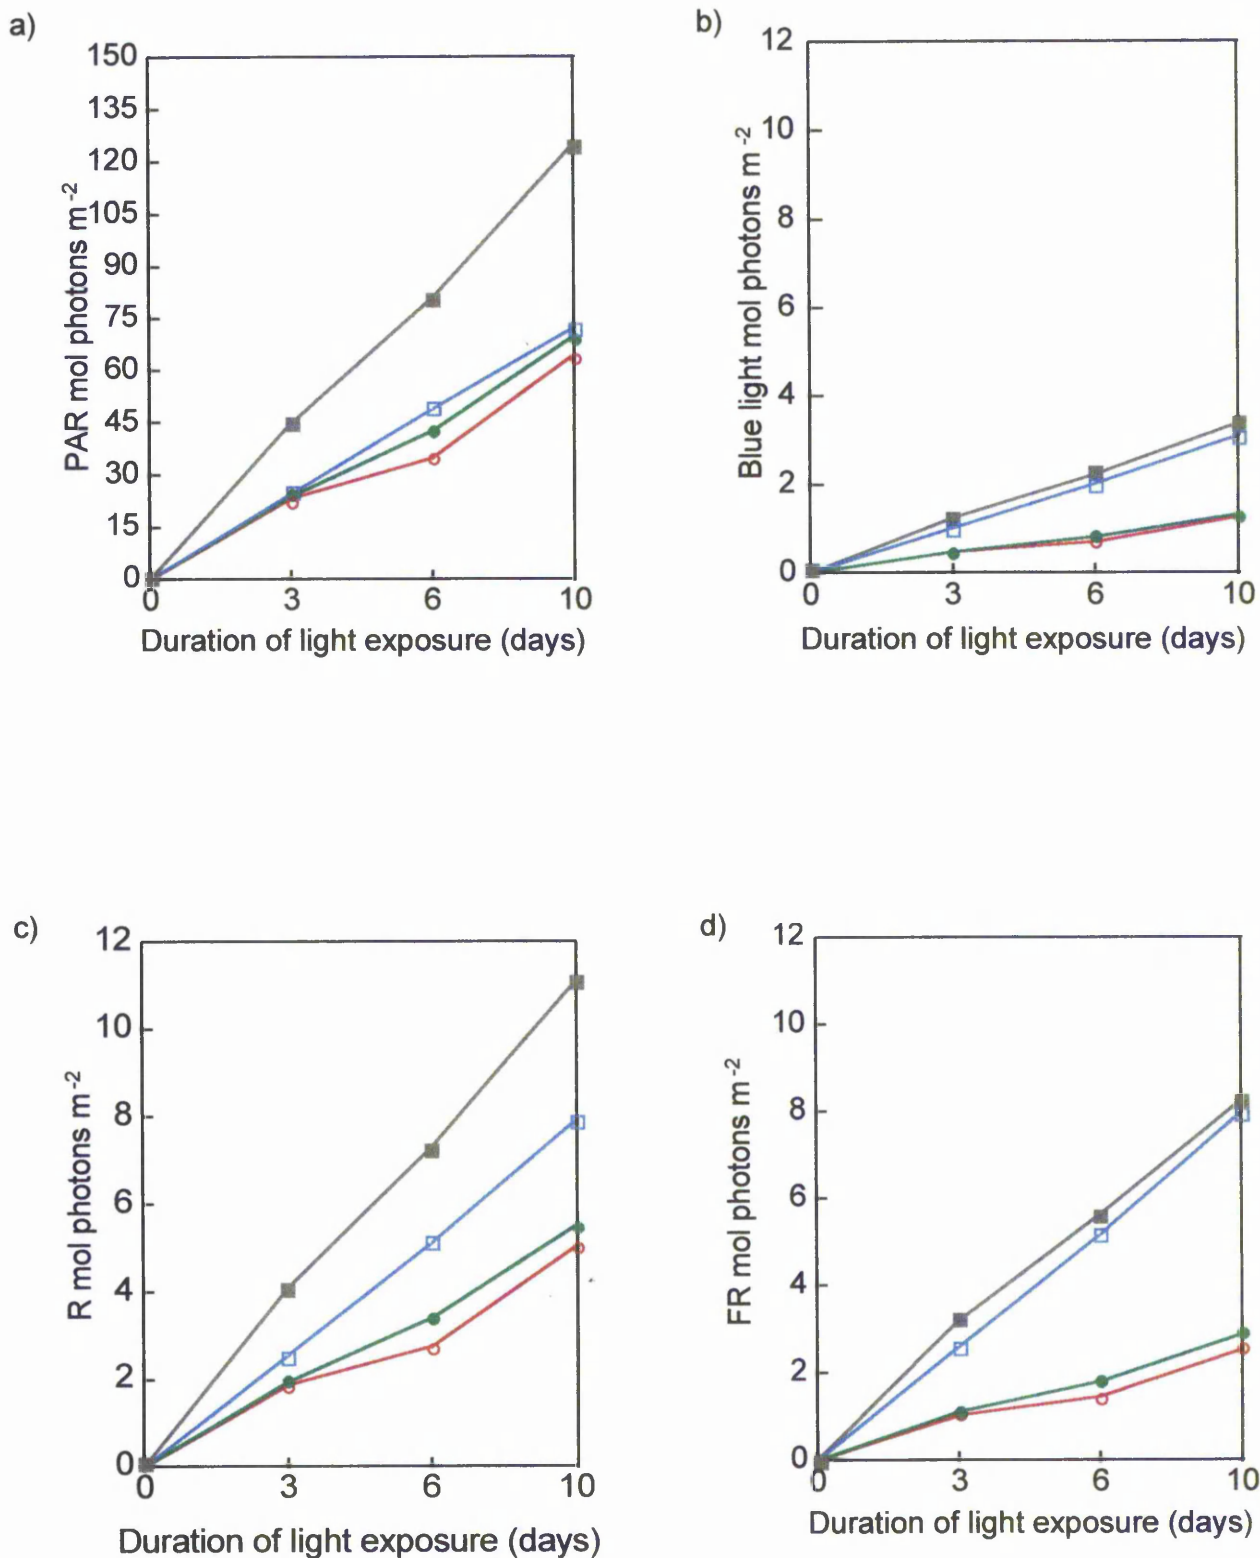 a)
150
135
120
105
90
75
60
45
30
15
0
PAR mol photons m-2
0 3 6 10
Duration of light exposure (days)
b)
12
10
8
6
4
2
0
Blue light mol photons m-2
0 3 6 10
Duration of light exposure (days)
c)
12
10
8
6
4
2
0
R mol photons m-2
0 3 6 10
Duration of light exposure (days)
d)
12
10
8
6
4
2
0
FR mol photons m-2
0 3 6 10
Duration of light exposure (days)